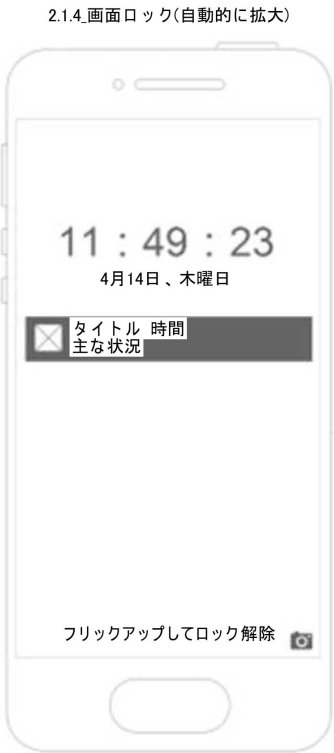 2.1.4_画面ロック(自動的に拡大)
11 : 49 : 23
4月14日、木曜日
タイトル 時間
主な状況
フリックアップしてロック解除